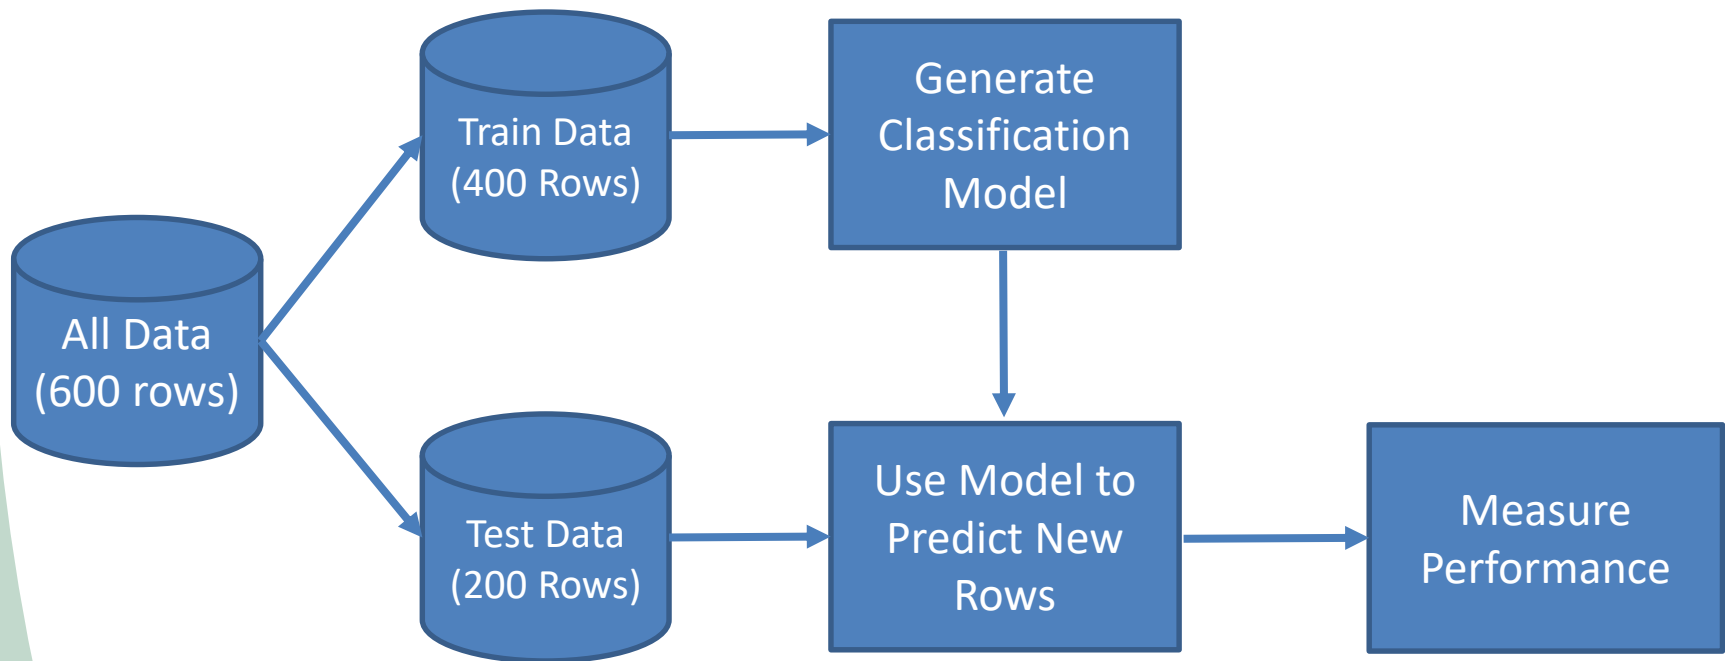 All Data
(600 rows)
Train Data
(400 Rows)
Generate
Classification
Model
Test Data
(200 Rows)
Use Model to
Predict New
Rows
Measure
Performance